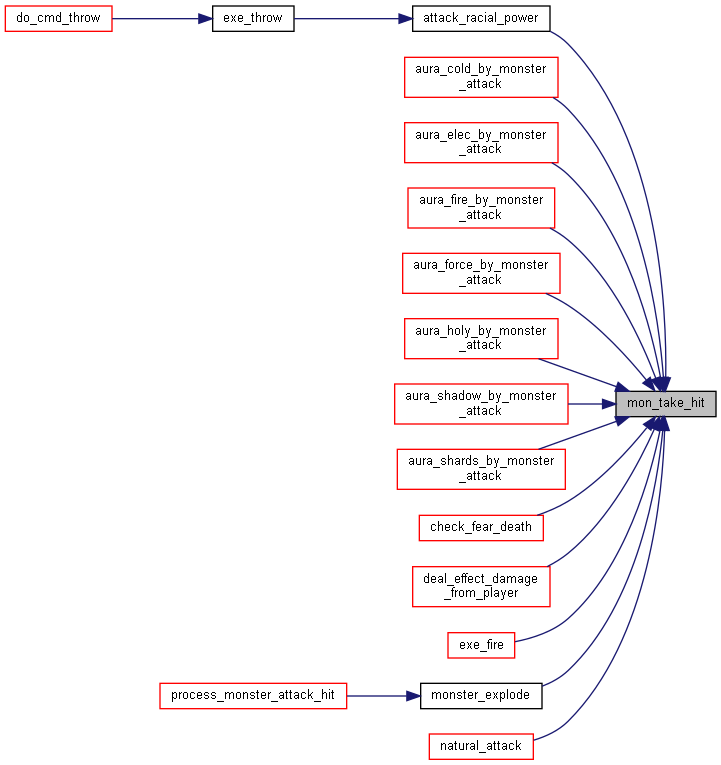 do_cmd_throw
exe_throw
attack_racial_power
aura_cold_by_monster
_attack
aura_elec_by_monster
_attack
aura_fire_by_monster
_attack
aura_force_by_monster
_attack
aura_holy_by_monster
_attack
aura_shadow_by_monster
_attack
mon_take_hit
aura_shards_by_monster
_attack
check_fear_death
deal_effect_damage
_from_player
exe_fire
process_monster_attack_hit
monster_explode
natural_attack